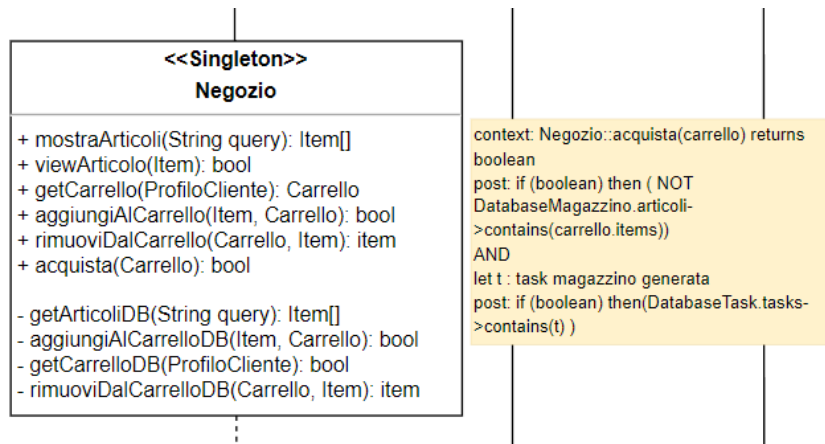 <<Singleton>>
Negozio
+ mostraArticoli(String query): Item[]
+ viewArticolo(Item): bool
+ getCarrello(ProfiloCliente): Carrello
+ aggiungiAlCarrello(Item, Carrello): bool
+ rimuoviDalCarrello(Carrello, Item): item
+ acquista(Carrello): bool
- getArticoliDB(String query): Item[]
- aggiungiAlCarrelloDB(Item, Carrello): bool
- getCarrelloDB(ProfiloCliente): bool
- rimuoviDalCarrelloDB(Carrello, Item): item
context: Negozio::acquista(carrello) returns
boolean
post: if (boolean) then ( NOT
DatabaseMagazzino.articoli-
>contains(carrello.items))
AND
let t : task magazzino generata
post: if (boolean) then(DatabaseTask.tasks-
>contains(t) )